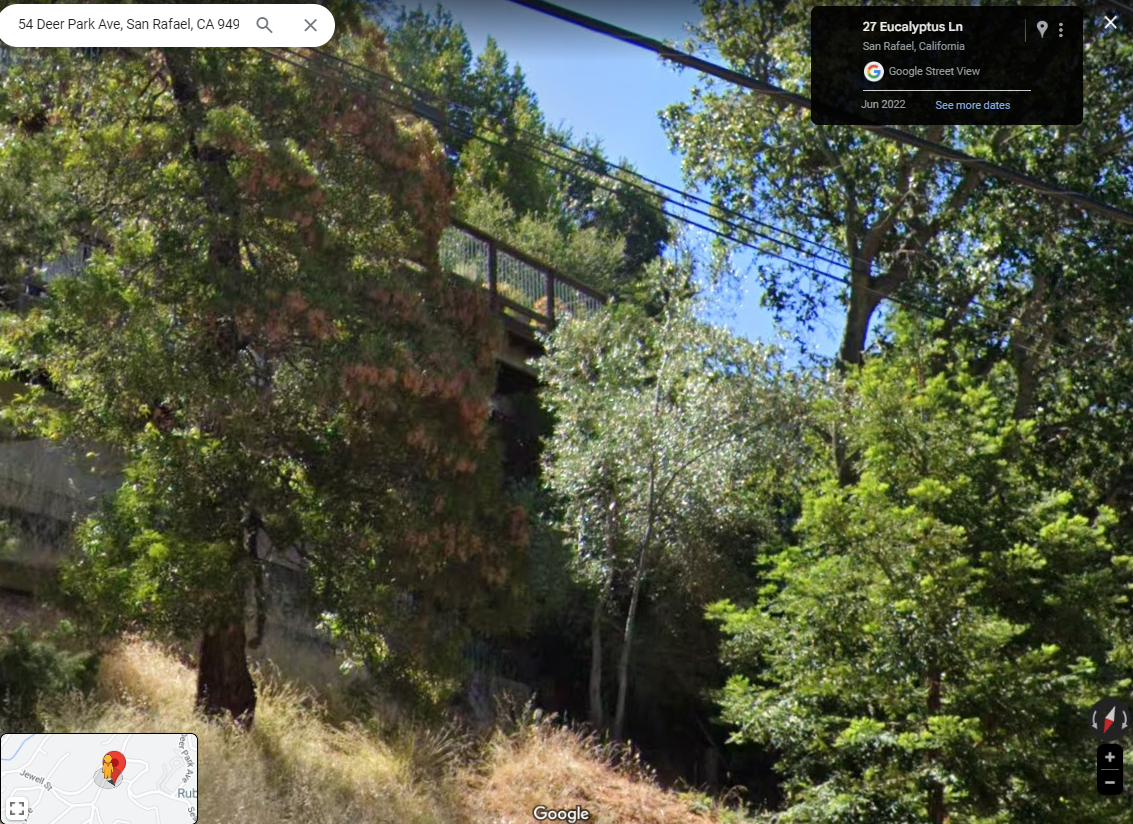 54 Deer Park Ave, San Rafael, CA 949
27 Eucalyptus Ln
San Rafael, California
Google Street View
Jun 2022
See more dates
Jewell St
Deer Park Ave
Rub
Google